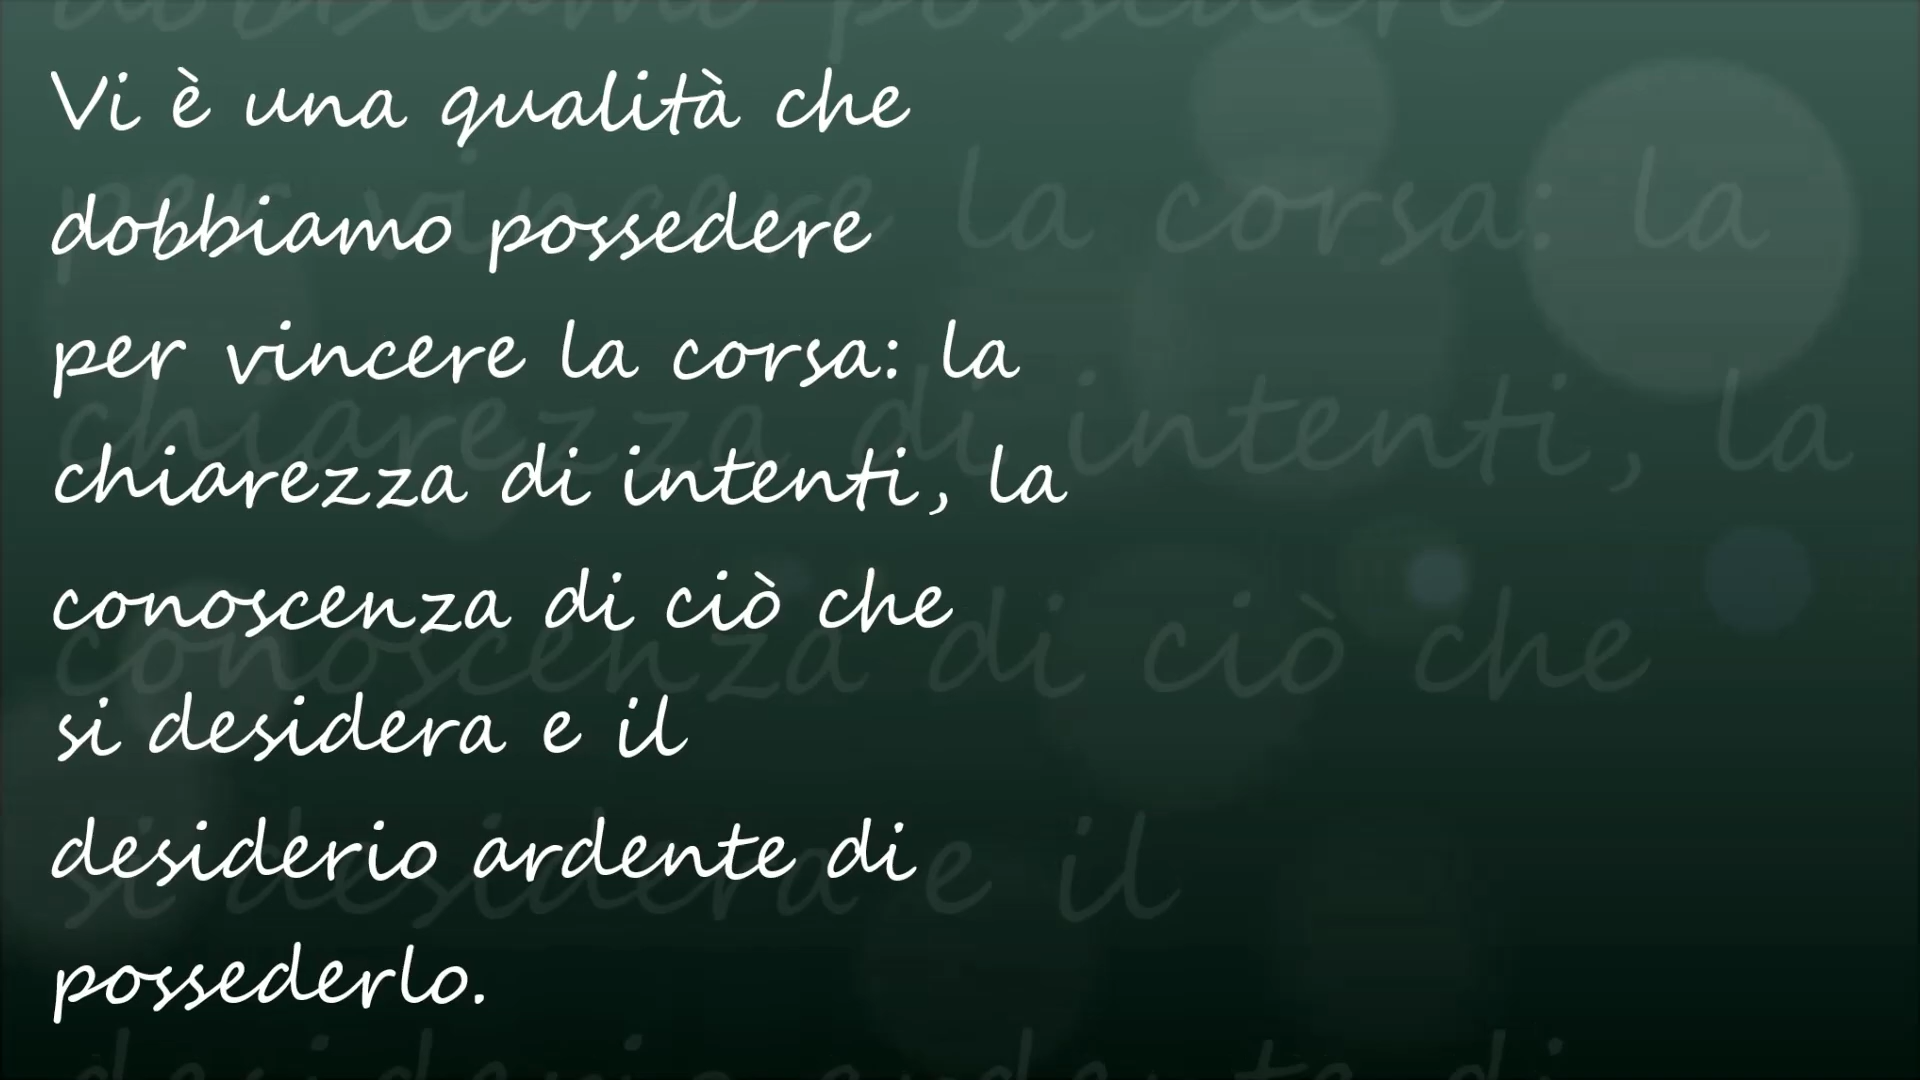 Vi è una qualità che
dobbiamo possedere
per vincere la corsa: la
chiarezza di intenti, la
conoscenza di ciò che
si desidera e il
desiderio ardente di
possederlo.